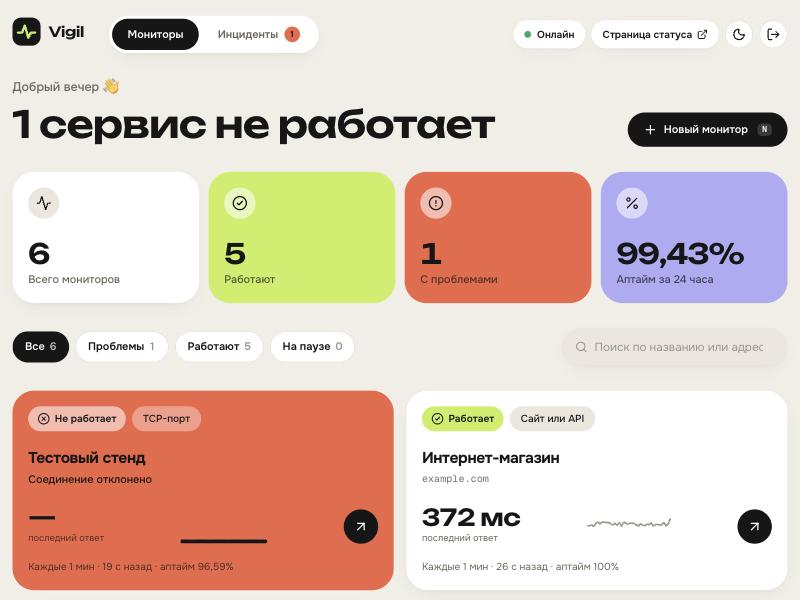 Vigil
Мониторы
Инциденты 1
Онлайн
Страница статуса
Добрый вечер 👋
1 сервис не работает
Новый монитор N
6
Всего мониторов
5
Работают
1
С проблемами
99,43%
Аптайм за 24 часа
Все 6
Проблемы 1
Работают 5
На паузе 0
Поиск по названию или адрес
Не работает
TCP-порт
Тестовый стенд
Соединение отклонено
—
последний ответ
Каждые 1 мин · 19 с назад · аптайм 96,59%
Работает
Сайт или API
Интернет-магазин
example.com
372 мс
последний ответ
Каждые 1 мин · 26 с назад · аптайм 100%